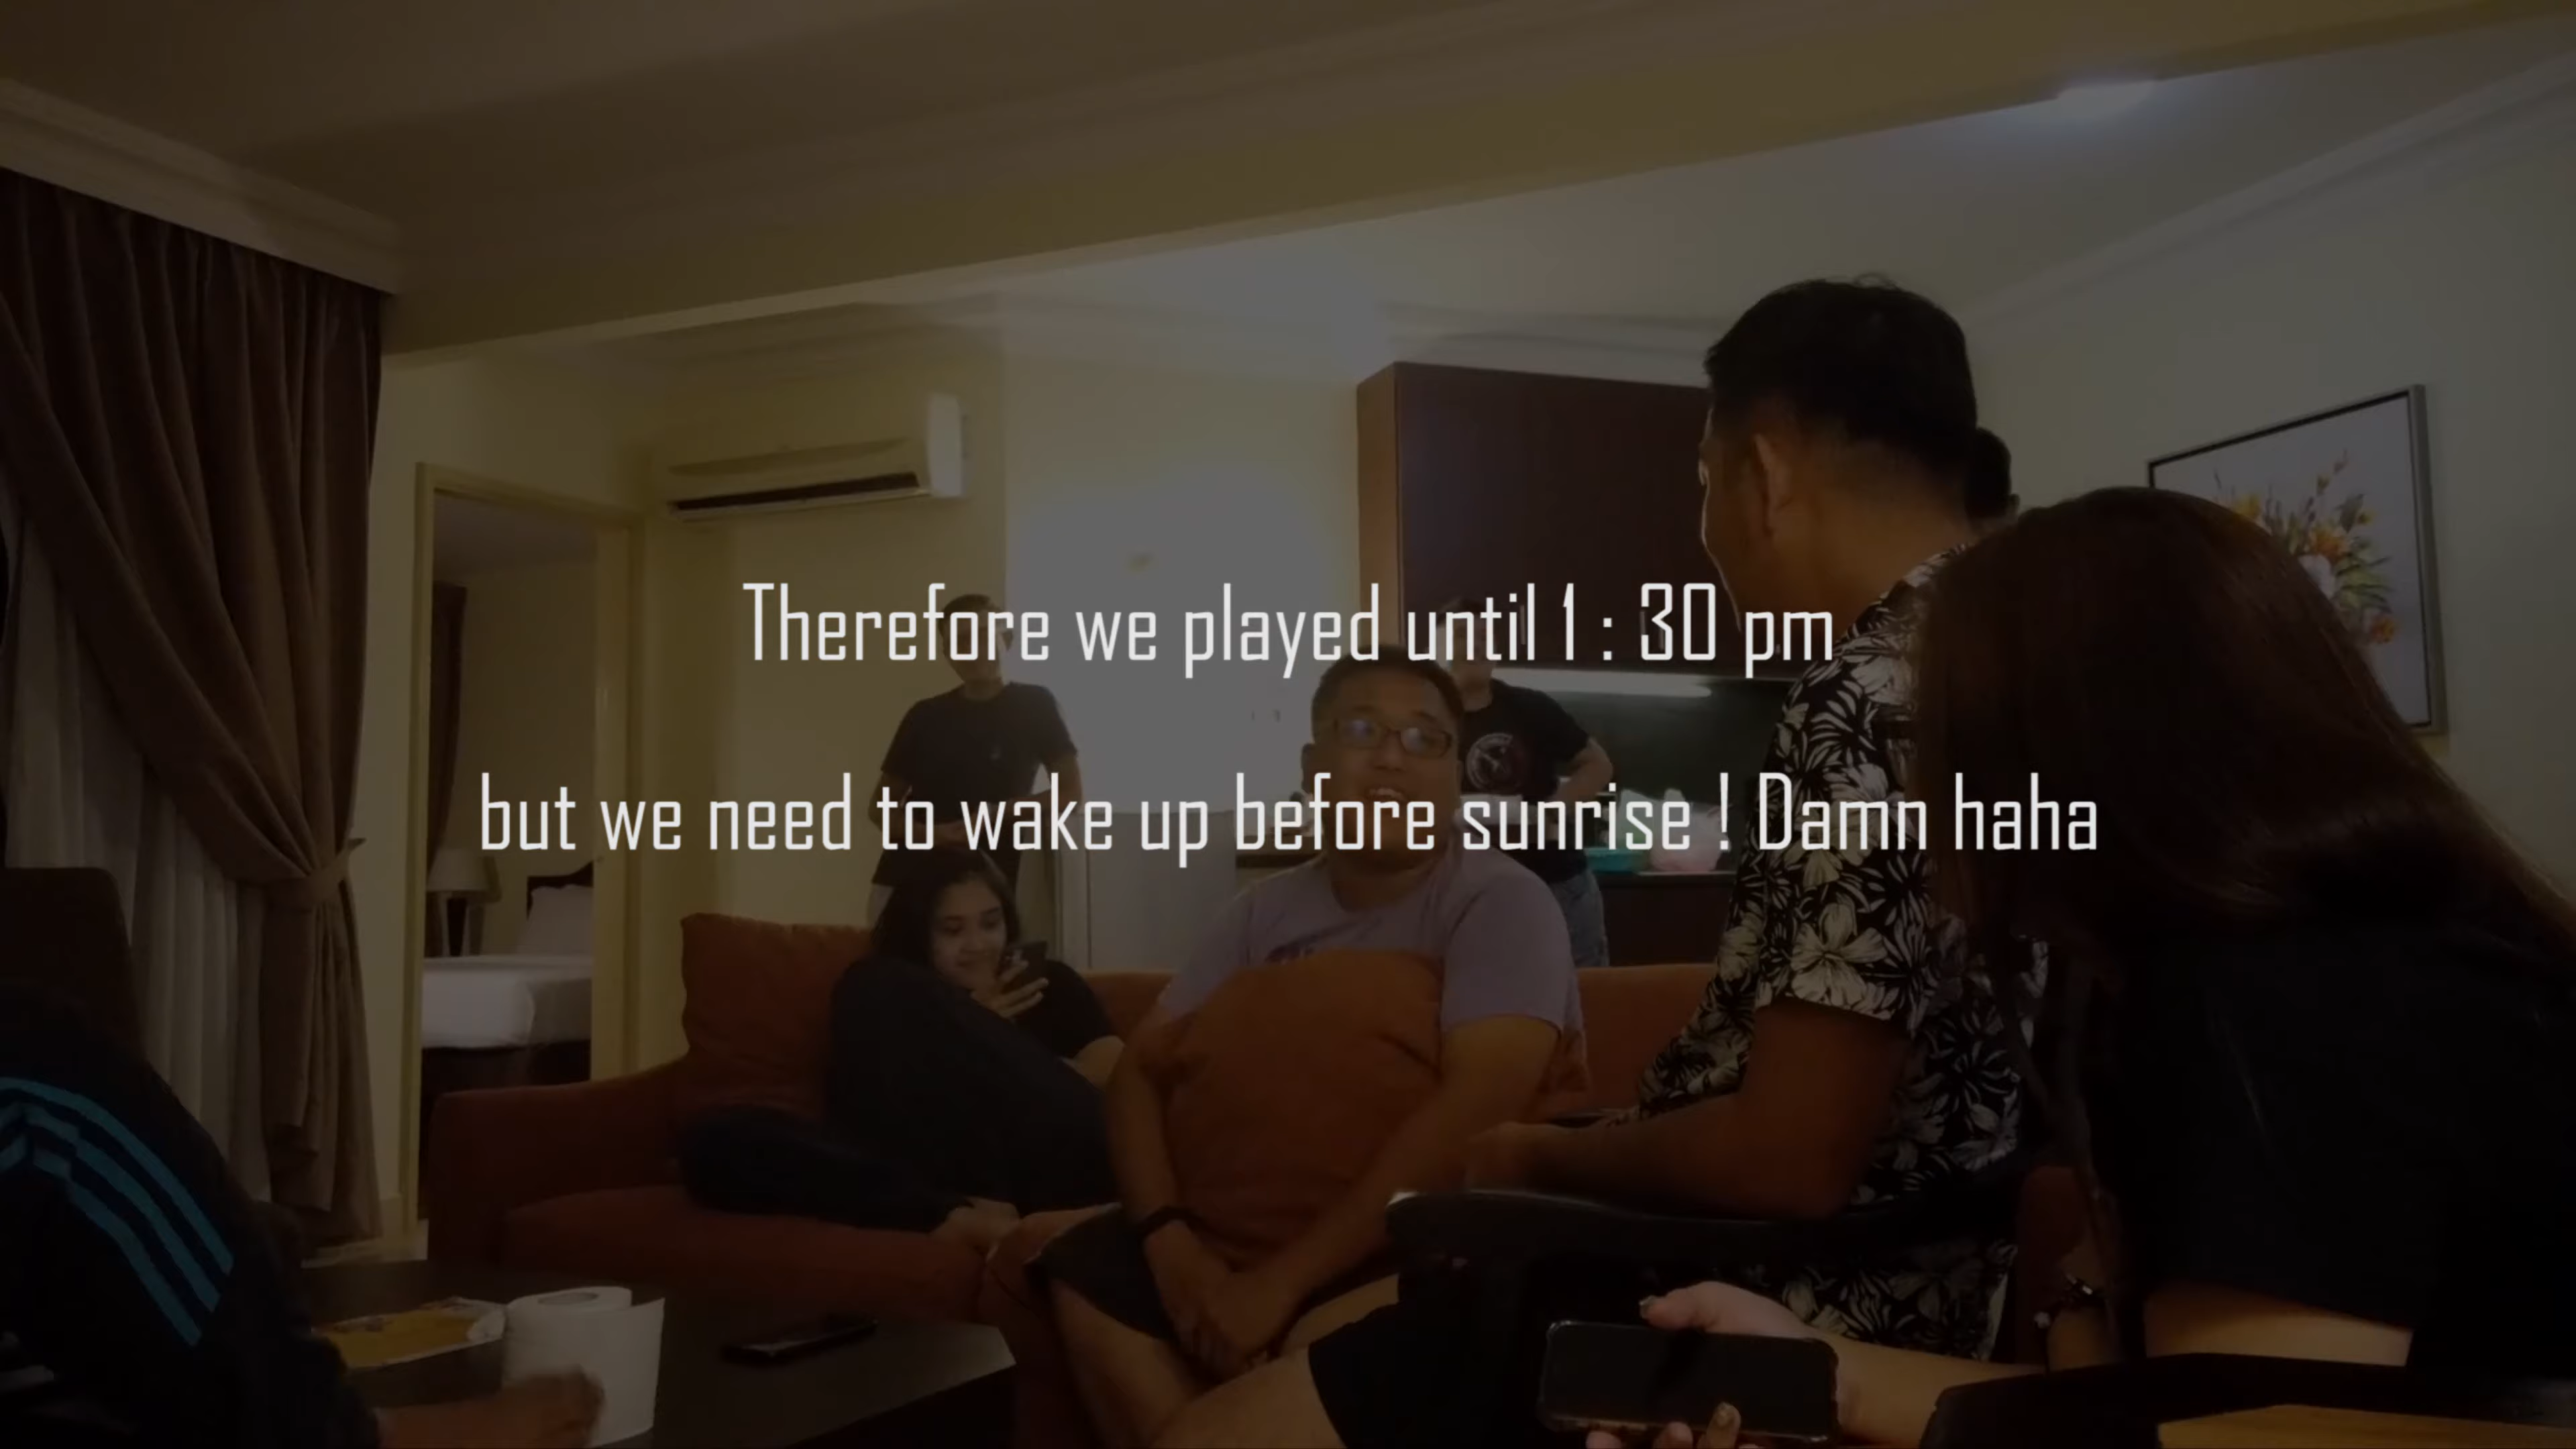 Therefore we played until 1 : 30 pm
but we need to wake up before sunrise ! Damn haha